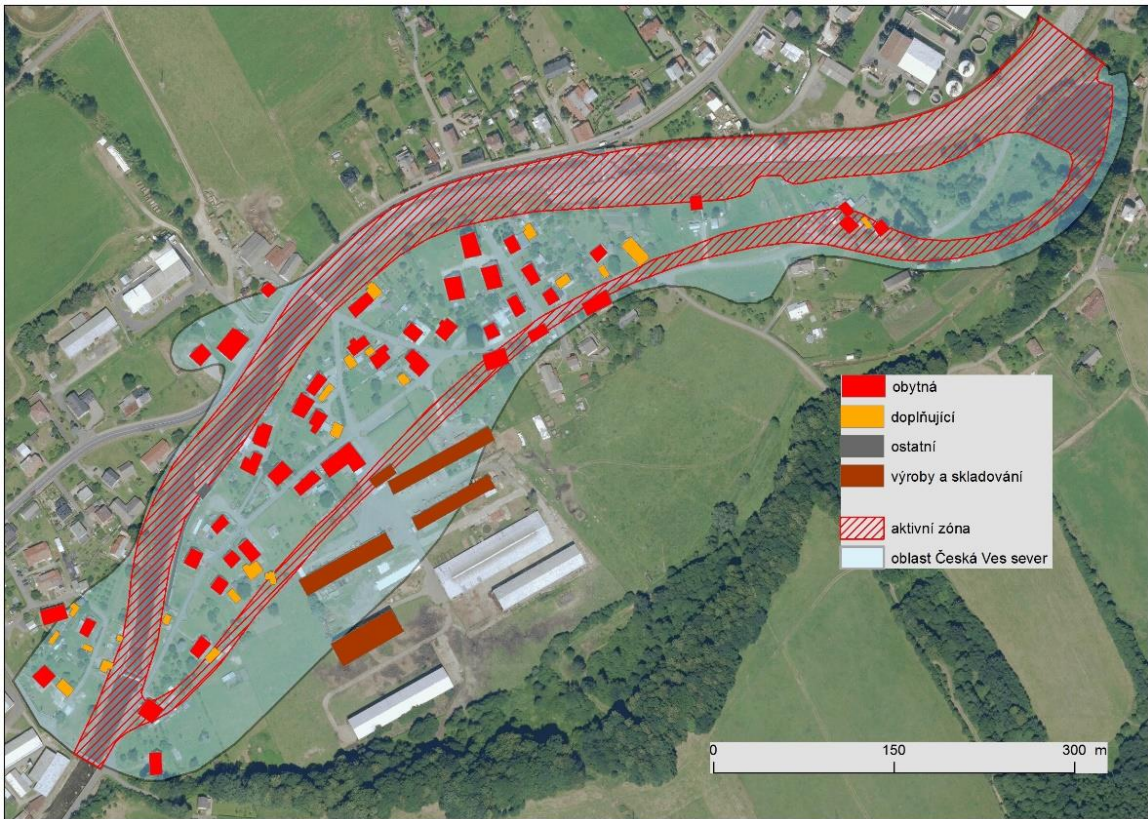 obytná
doplňující
ostatní
výroby a skladování
aktivní zóna
oblast Česká Ves sever
0 150 300 m